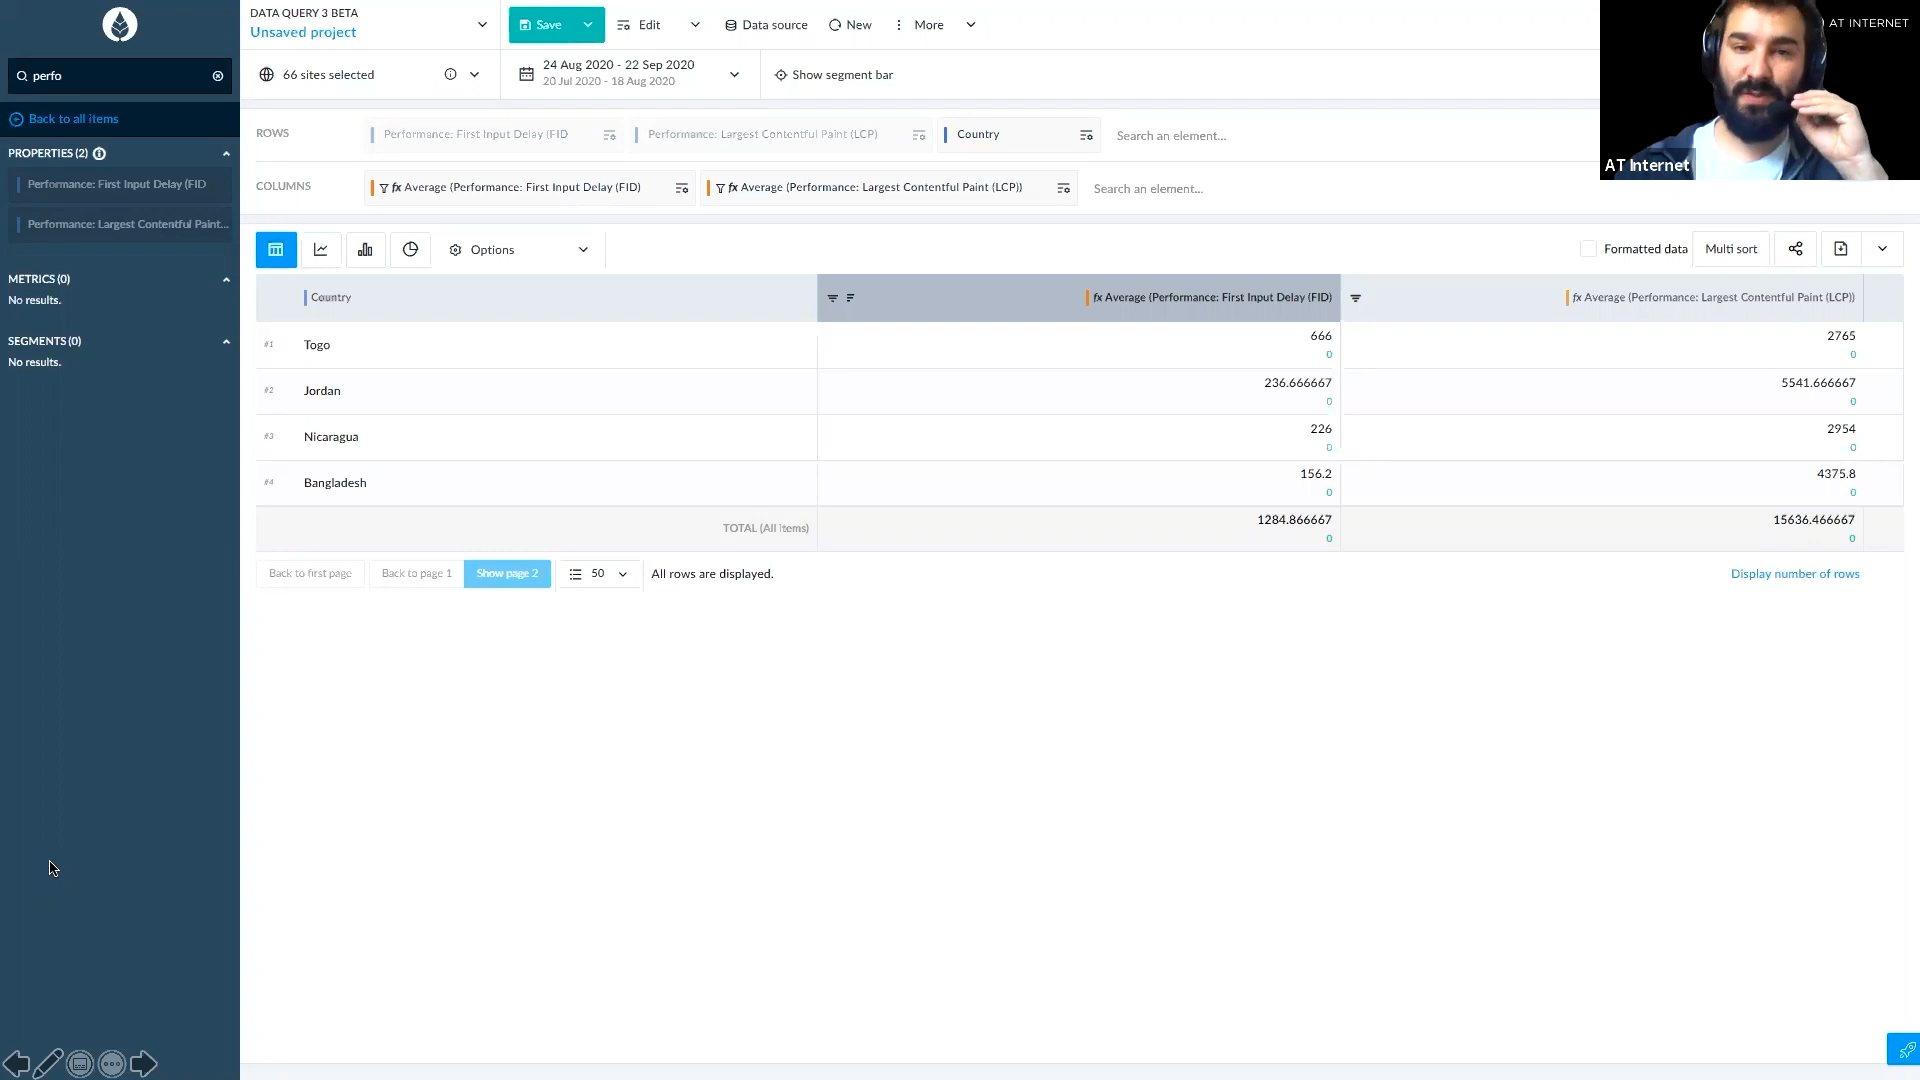 perfo
Back to all items
PROPERTIES (2)
Performance: First Input Delay (FID
Performance: Largest Contentful Paint...
METRICS (0)
No results.
SEGMENTS (0)
No results.
DATA QUERY 3 BETA
Unsaved project
Save
Edit
Data source
New
More
66 sites selected
24 Aug 2020 - 22 Sep 2020
20 Jul 2020 - 18 Aug 2020
Show segment bar
ROWS
Performance: First Input Delay (FID
Performance: Largest Contentful Paint (LCP)
Country
Search an element...
COLUMNS
fx Average (Performance: First Input Delay (FID)
fx Average (Performance: Largest Contentful Paint (LCP))
Search an element...
Options
Formatted data
Multi sort
Country
fx Average (Performance: First Input Delay (FID)
fx Average (Performance: Largest Contentful Paint (LCP))
#1 Togo 666 2765
0 0
#2 Jordan 236.666667 5541.666667
0 0
#3 Nicaragua 226 2954
0 0
#4 Bangladesh 156.2 4375.8
0 0
TOTAL (All Items) 1284.866667 15636.466667
0 0
Back to first page
Back to page 1
Show page 2
50
All rows are displayed.
Display number of rows
AT INTERNET
AT Internet